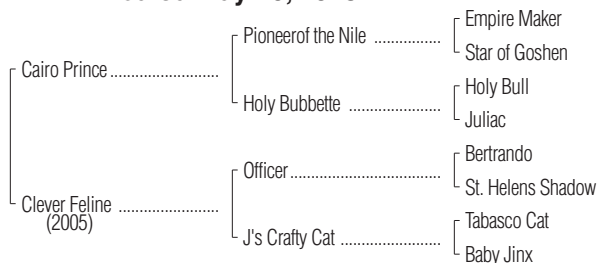 Empire Maker
Pioneerof the Nile ................
Star of Goshen
Cairo Prince ..........................
Holy Bull
Holy Bubbette ......................
Juliac
Bertrando
Officer....................................
St. Helens Shadow
Clever Feline ........................
(2005)
Tabasco Cat
J's Crafty Cat ........................
Baby Jinx